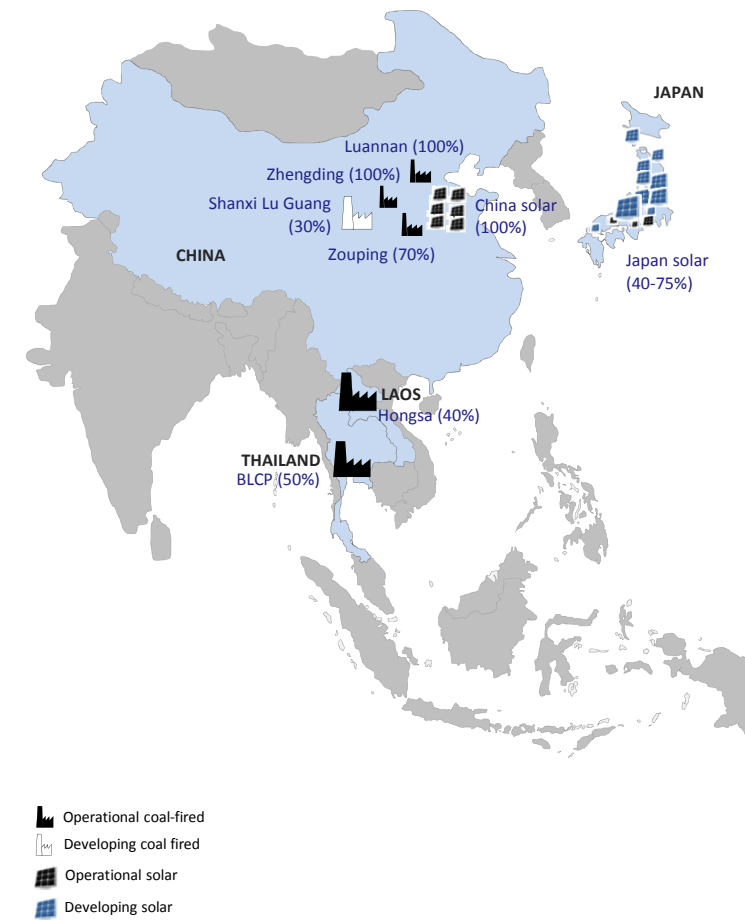 JAPAN
Luannan (100%)
Zhengding (100%)
Shanxi Lu Guang
(30%)
China solar
(100%)
Zouping (70%)
CHINA
Japan solar
(40-75%)
LAOS
Hongsa (40%)
THAILAND
BLCP (50%)
Operational coal-fired
Developing coal fired
Operational solar
Developing solar